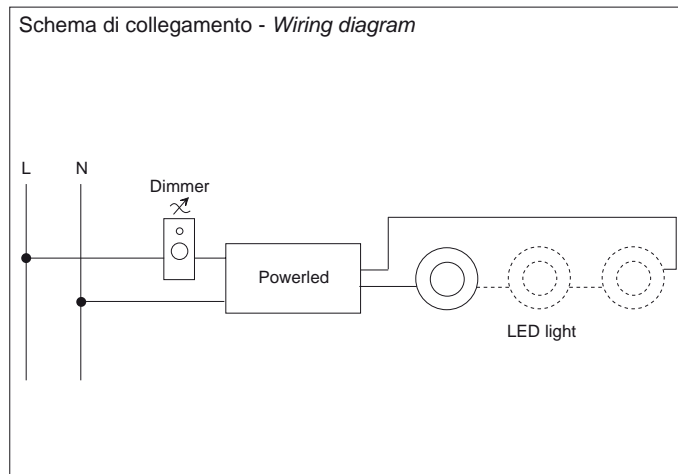 Schema di collegamento - Wiring diagram
L N
Dimmer
Powerled
LED light